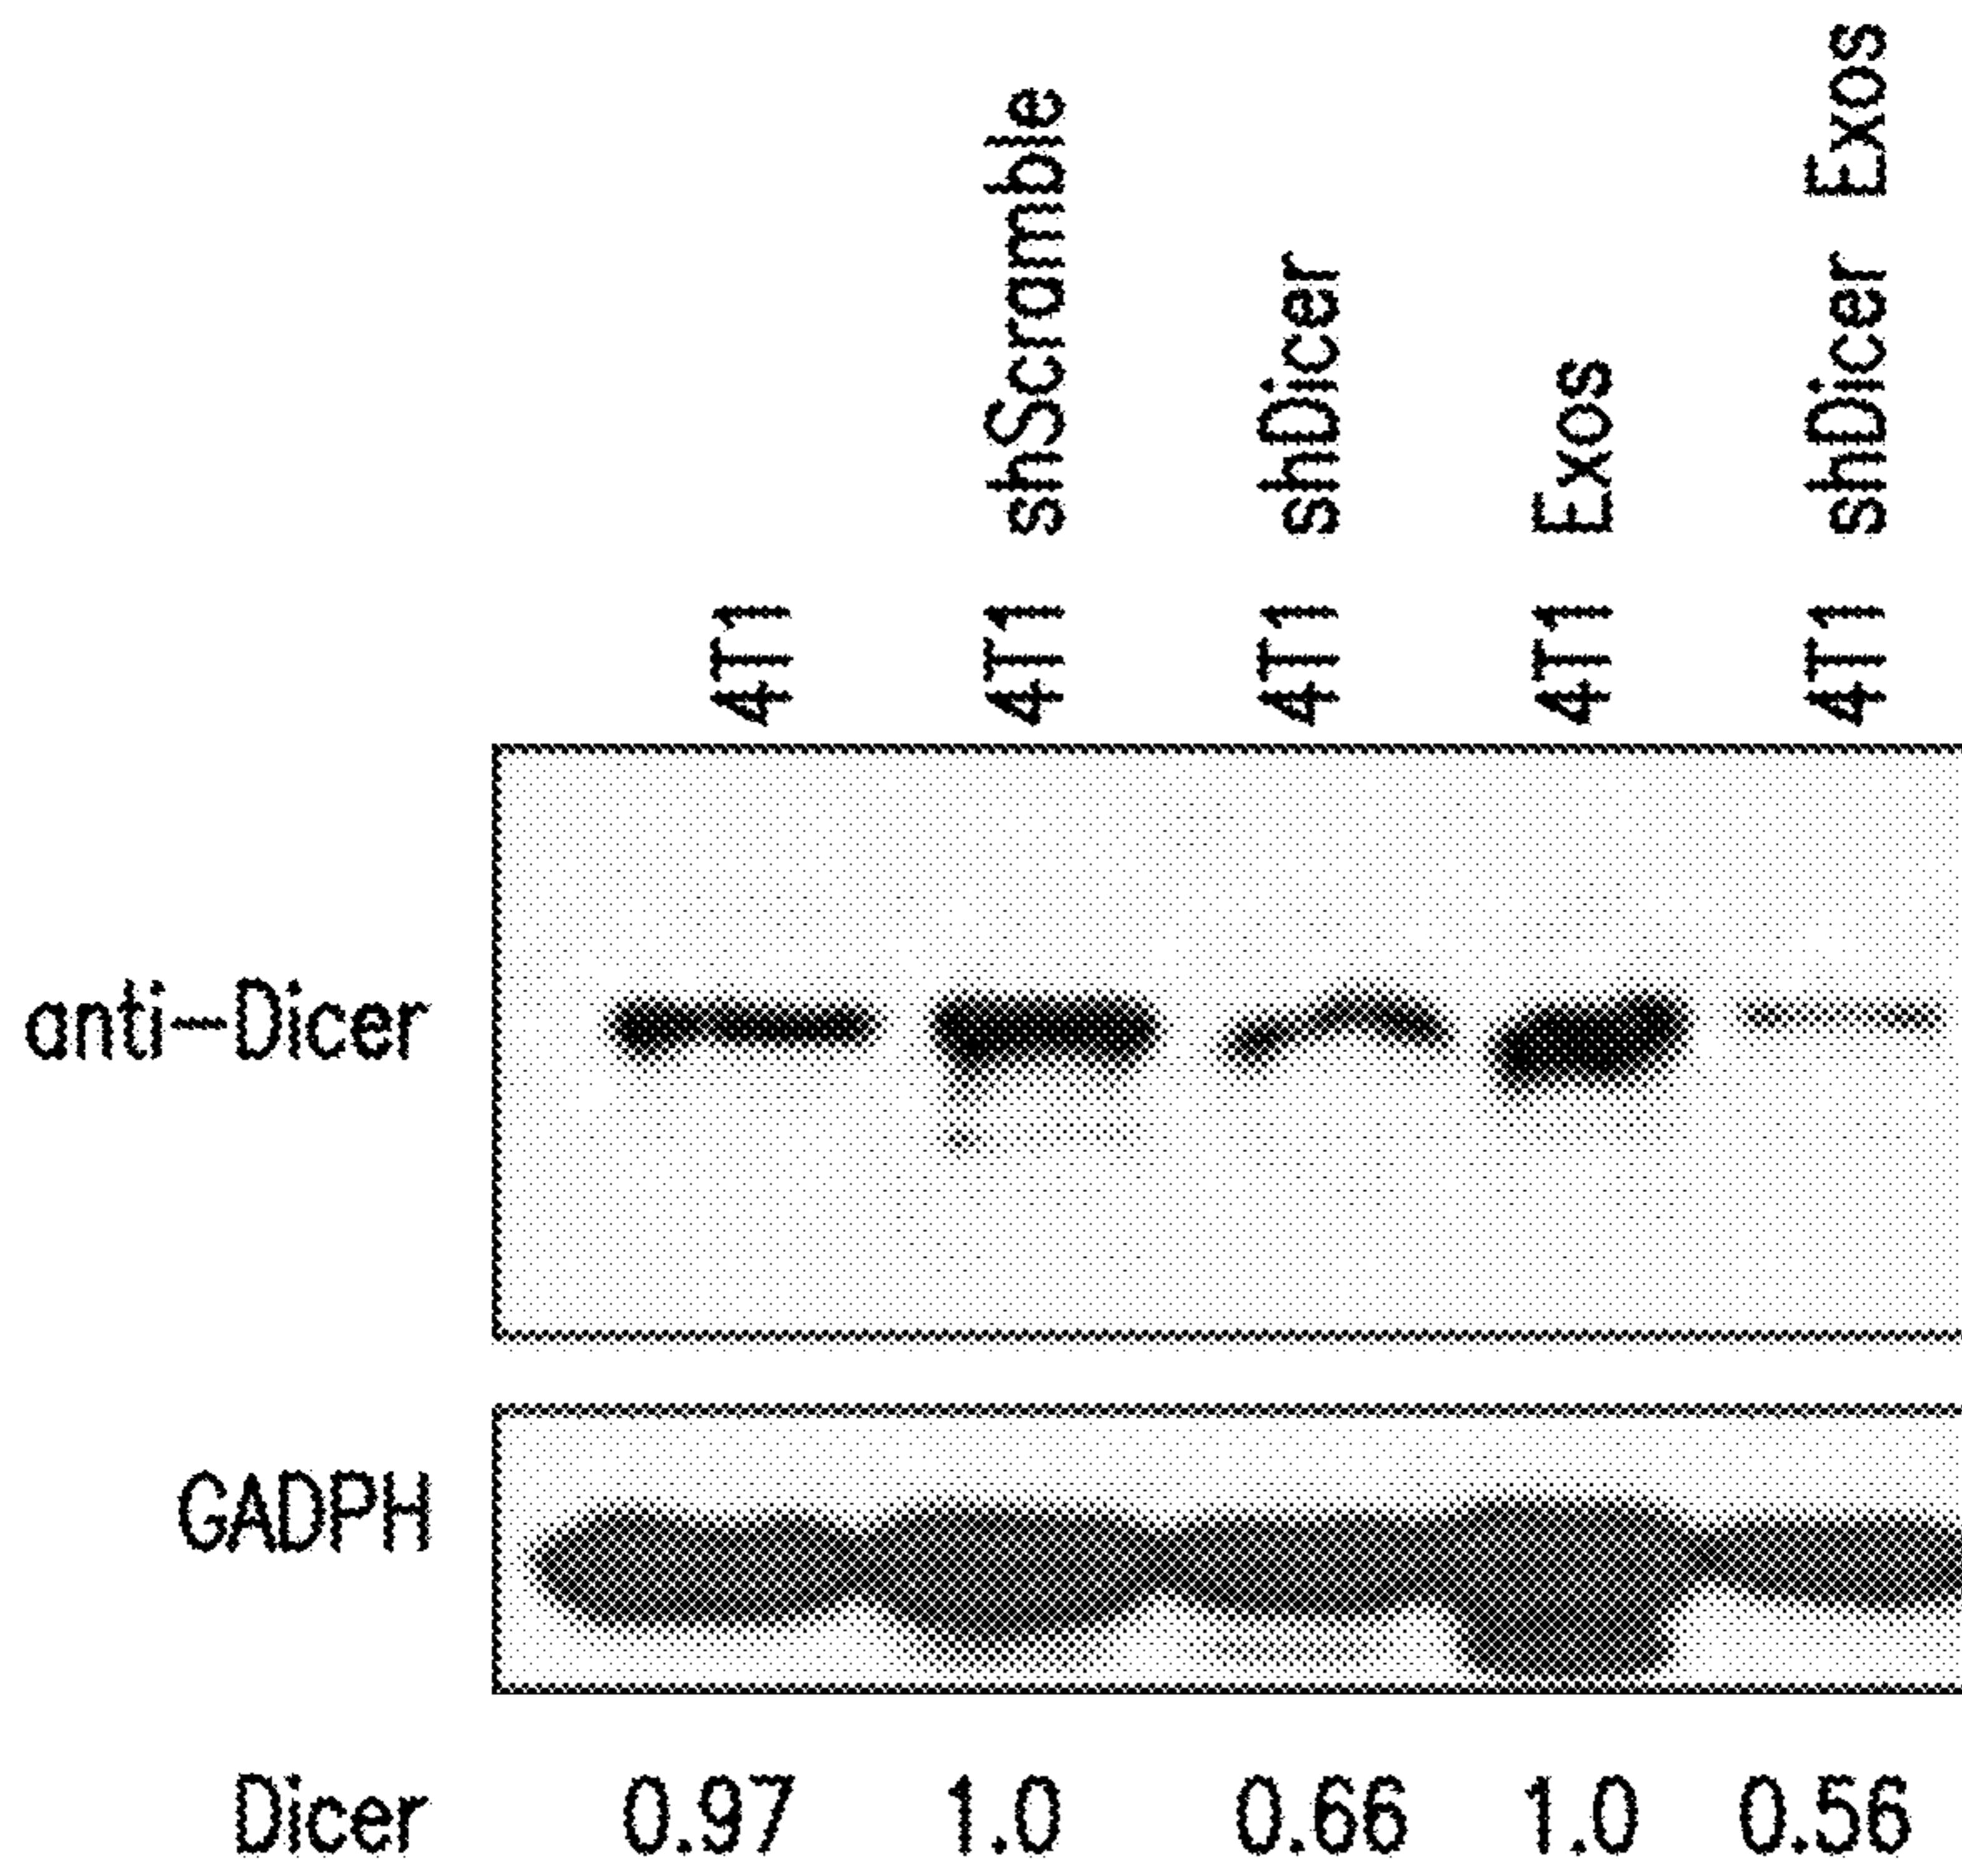 4T1
4T1 shScramble
4T1 shDicer
4T1 Exos
4T1 shDicer Exos
anti-Dicer
GADPH
Dicer 0.97 1.0 0.66 1.0 0.56